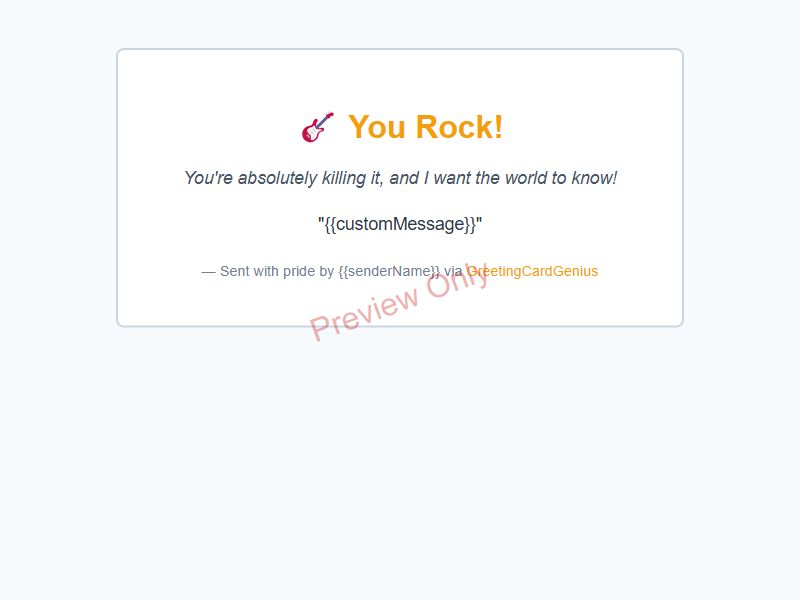 You Rock!
You're absolutely killing it, and I want the world to know!
"{{customMessage}}"
— Sent with pride by {{senderName}} via GreetingCardGenius
Preview Only